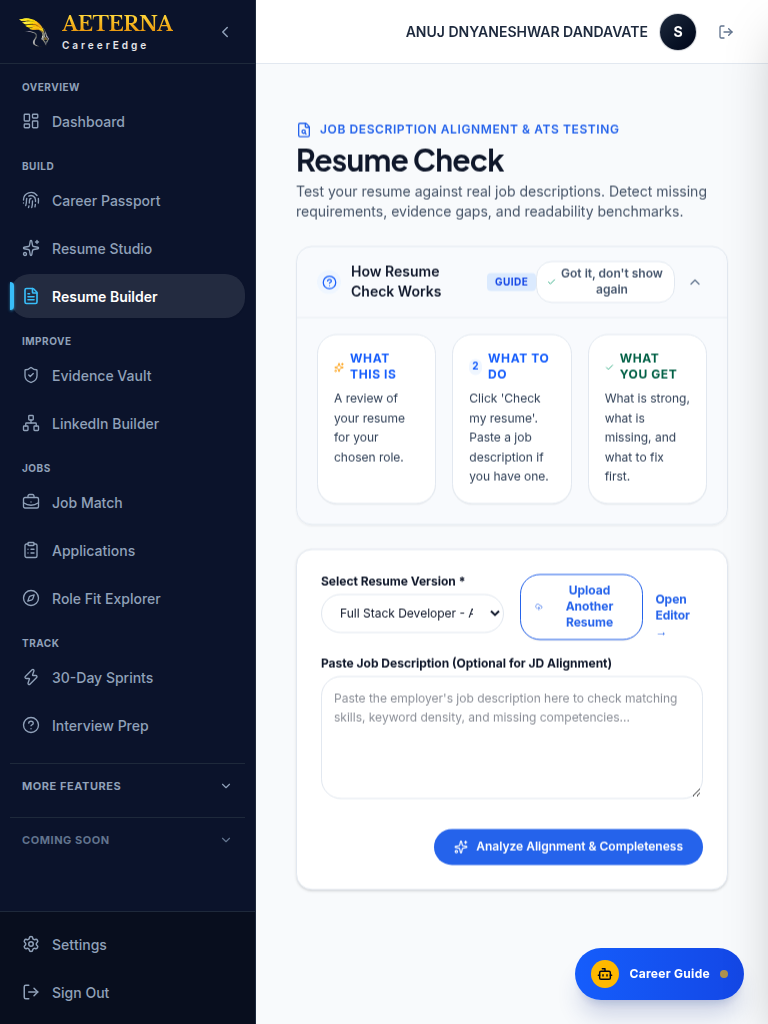 AETERNA
CareerEdge
ANUJ DNYANESHWAR DANDAVATE
S
OVERVIEW
Dashboard
BUILD
Career Passport
Resume Studio
Resume Builder
IMPROVE
Evidence Vault
LinkedIn Builder
JOBS
Job Match
Applications
Role Fit Explorer
TRACK
30-Day Sprints
Interview Prep
MORE FEATURES
COMING SOON
Settings
Sign Out
JOB DESCRIPTION ALIGNMENT & ATS TESTING
Resume Check
Test your resume against real job descriptions. Detect missing
requirements, evidence gaps, and readability benchmarks.
How Resume
Check Works
GUIDE
Got it, don't show
again
WHAT
THIS IS
A review of
your resume
for your
chosen role.
2
WHAT TO
DO
Click 'Check
my resume'.
Paste a job
description if
you have one.
WHAT
YOU GET
What is strong,
what is
missing, and
what to fix
first.
Select Resume Version *
Full Stack Developer -
Upload
Another
Resume
Open
Editor
→
Paste Job Description (Optional for JD Alignment)
Paste the employer's job description here to check matching
skills, keyword density, and missing competencies...
Analyze Alignment & Completeness
Career Guide